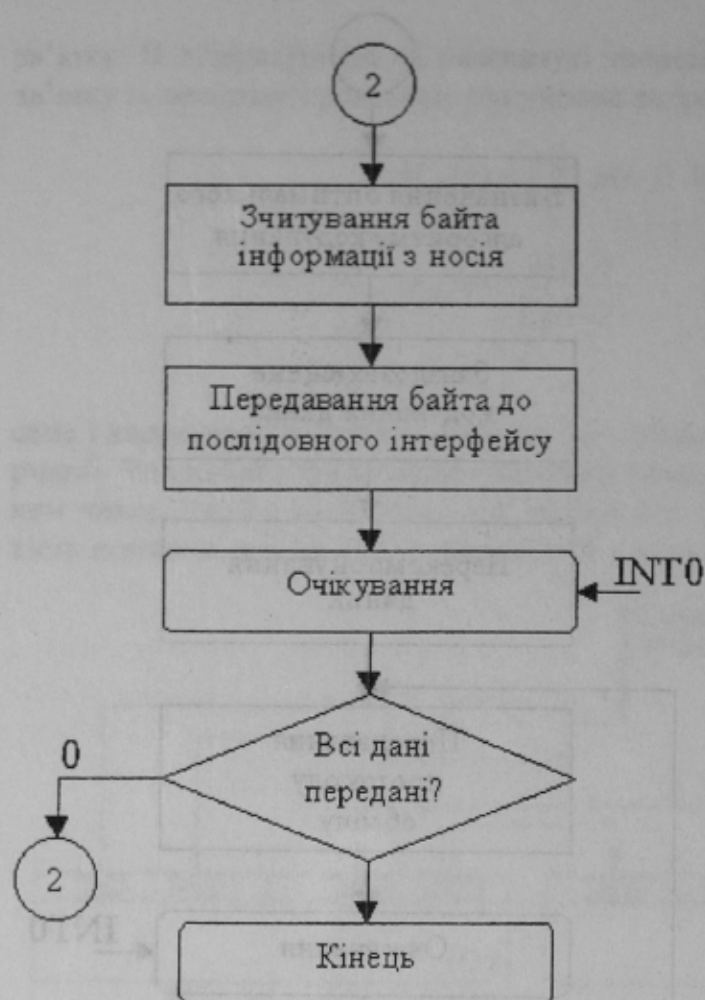 2
Зчитування байта
інформації з носія
Передавання байта до
послідовного інтерфейсу
Очікування
INT0
Всі дані
передані?
0
2
Кінець